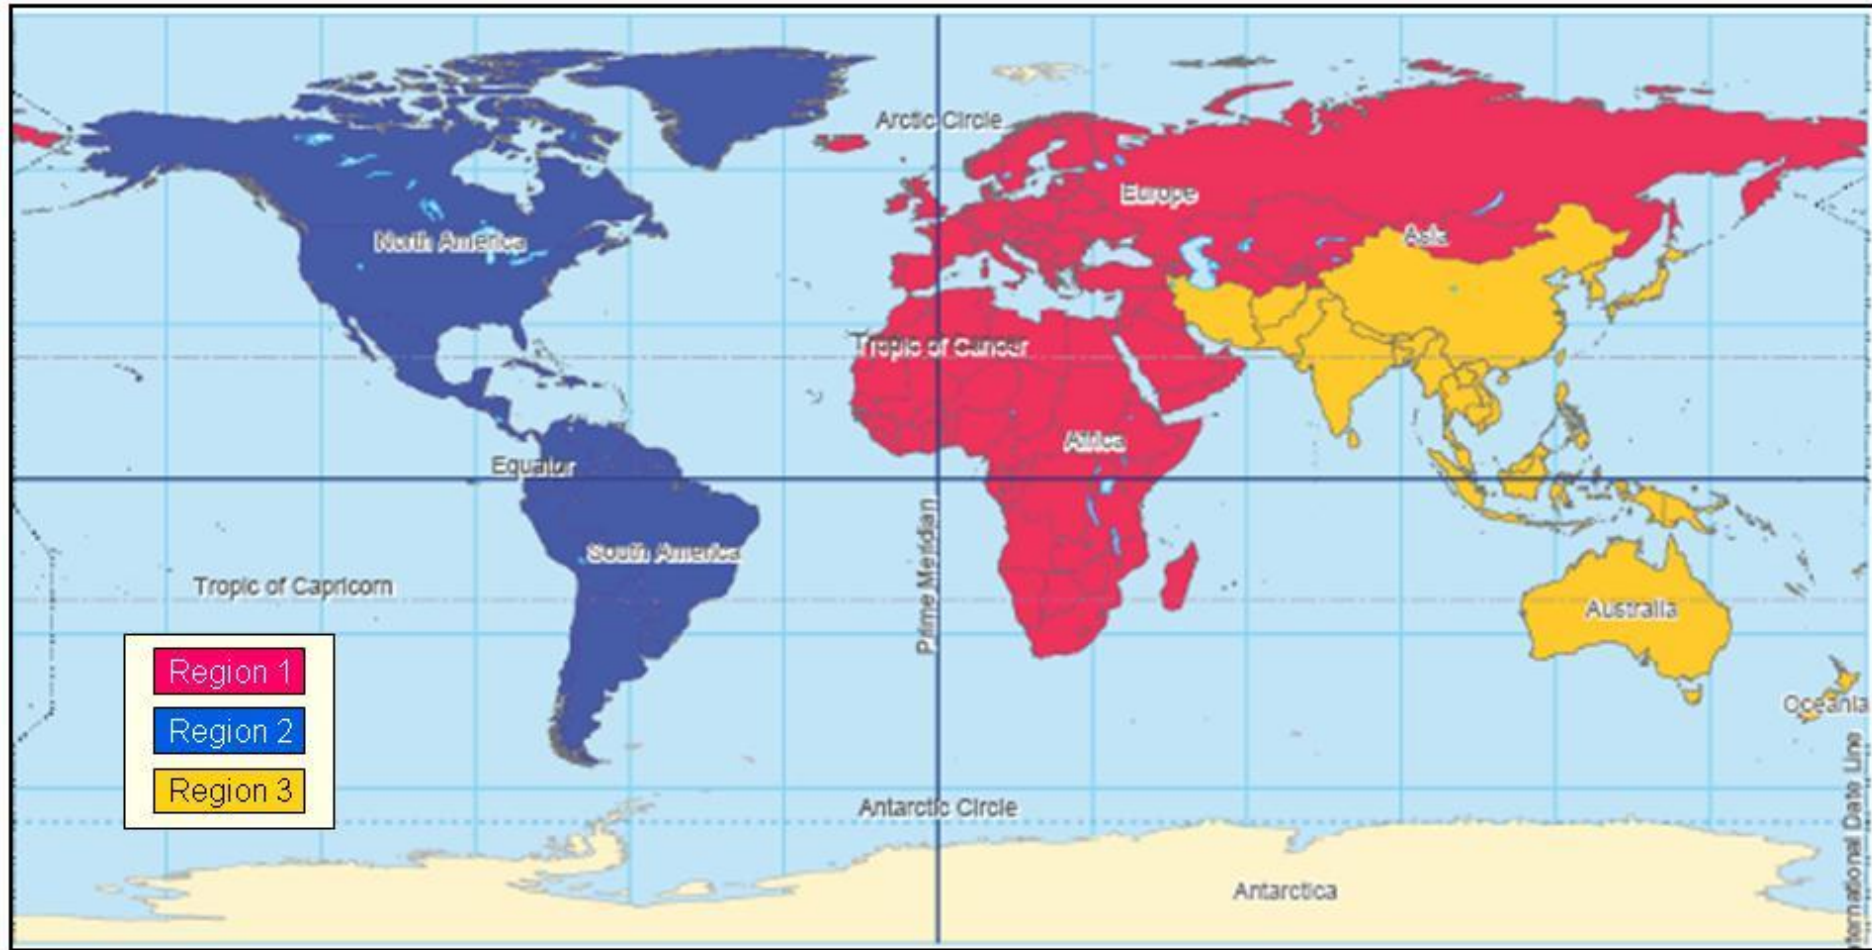 Arctic Circle
Europe
North America
Asia
Tropic of Cancer
Africa
Equator
Prime Meridian
South America
Tropic of Capricorn
Australia
Region 1
Region 2
Region 3
Oceania
Antarctic Circle
Antarctica
International Date Line